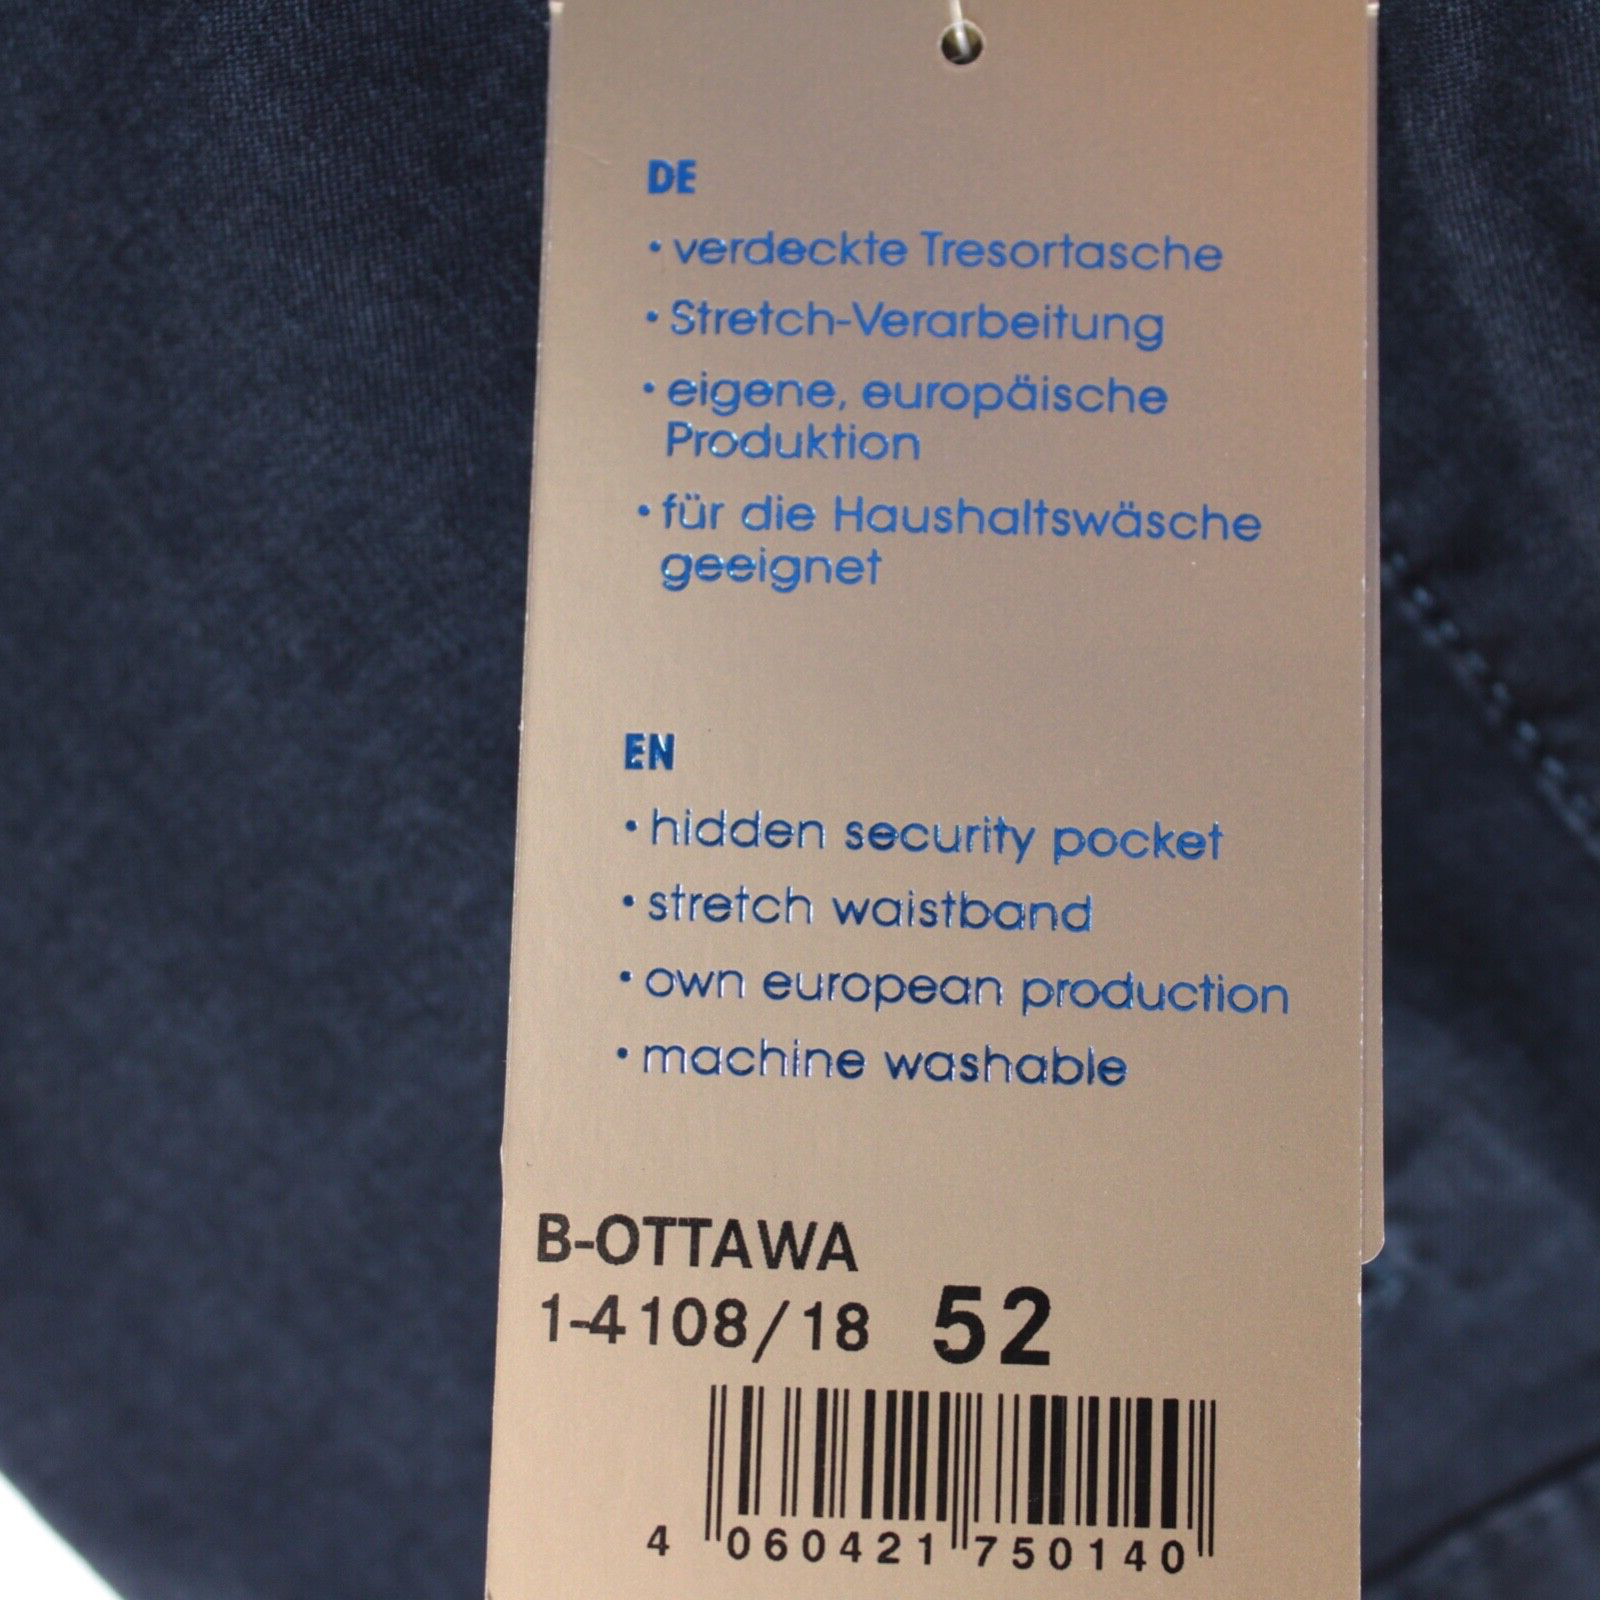 DE
• verdeckte Tresortasche
• Stretch-Verarbeitung
• eigene, europäische
Produktion
• für die Haushaltswäsche
geeignet
EN
• hidden security pocket
• stretch waistband
• own european production
• machine washable
B-OTTAWA
1-4108/18 52
4 060421 750140